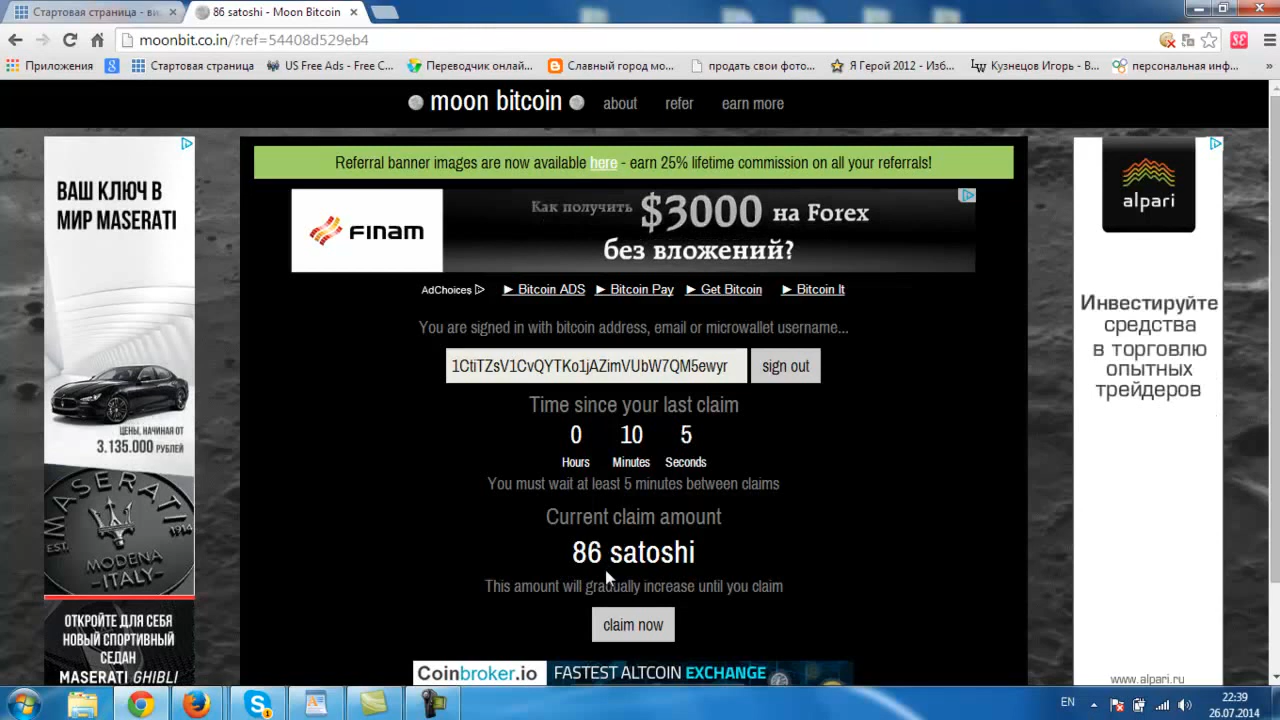 Стартовая страница - ви
86 satoshi - Moon Bitcoin
moonbit.co.in/?ref=54408d529eb4
Приложения
Стартовая страница
US Free Ads - Free C...
Переводчик онлай...
Славный город мо...
продать свои фото...
Я Герой 2012 - Изб...
Кузнецов Игорь - В...
персональная инф...
moon bitcoin
about
refer
earn more
Referral banner images are now available here - earn 25% lifetime commission on all your referrals!
ВАШ КЛЮЧ В
МИР MASERATI
ЦЕНЫ, НАЧИНАЯ ОТ
3.135.000 РУБЛЕЙ
MASERATI
EST.
1914
MODENA
-ITALY-
ОТКРОЙТЕ ДЛЯ СЕБЯ
НОВЫЙ СПОРТИВНЫЙ
СЕДАН
MASERATI GHIBLI
FINAM
Как получить $3000 на Forex
без вложений?
AdChoices
► Bitcoin ADS
► Bitcoin Pay
► Get Bitcoin
► Bitcoin It
You are signed in with bitcoin address, email or microwallet username...
1CtiTZsV1CvQYTKo1jAZimVUbW7QM5ewyr
sign out
Time since your last claim
0 10 5
Hours Minutes Seconds
You must wait at least 5 minutes between claims
Current claim amount
86 satoshi
This amount will gradually increase until you claim
claim now
Coinbroker.io
FASTEST ALTCOIN EXCHANGE
alpari
Инвестируйте
средства
в торговлю
опытных
трейдеров
www.alpari.ru
EN
22:39
26.07.2014